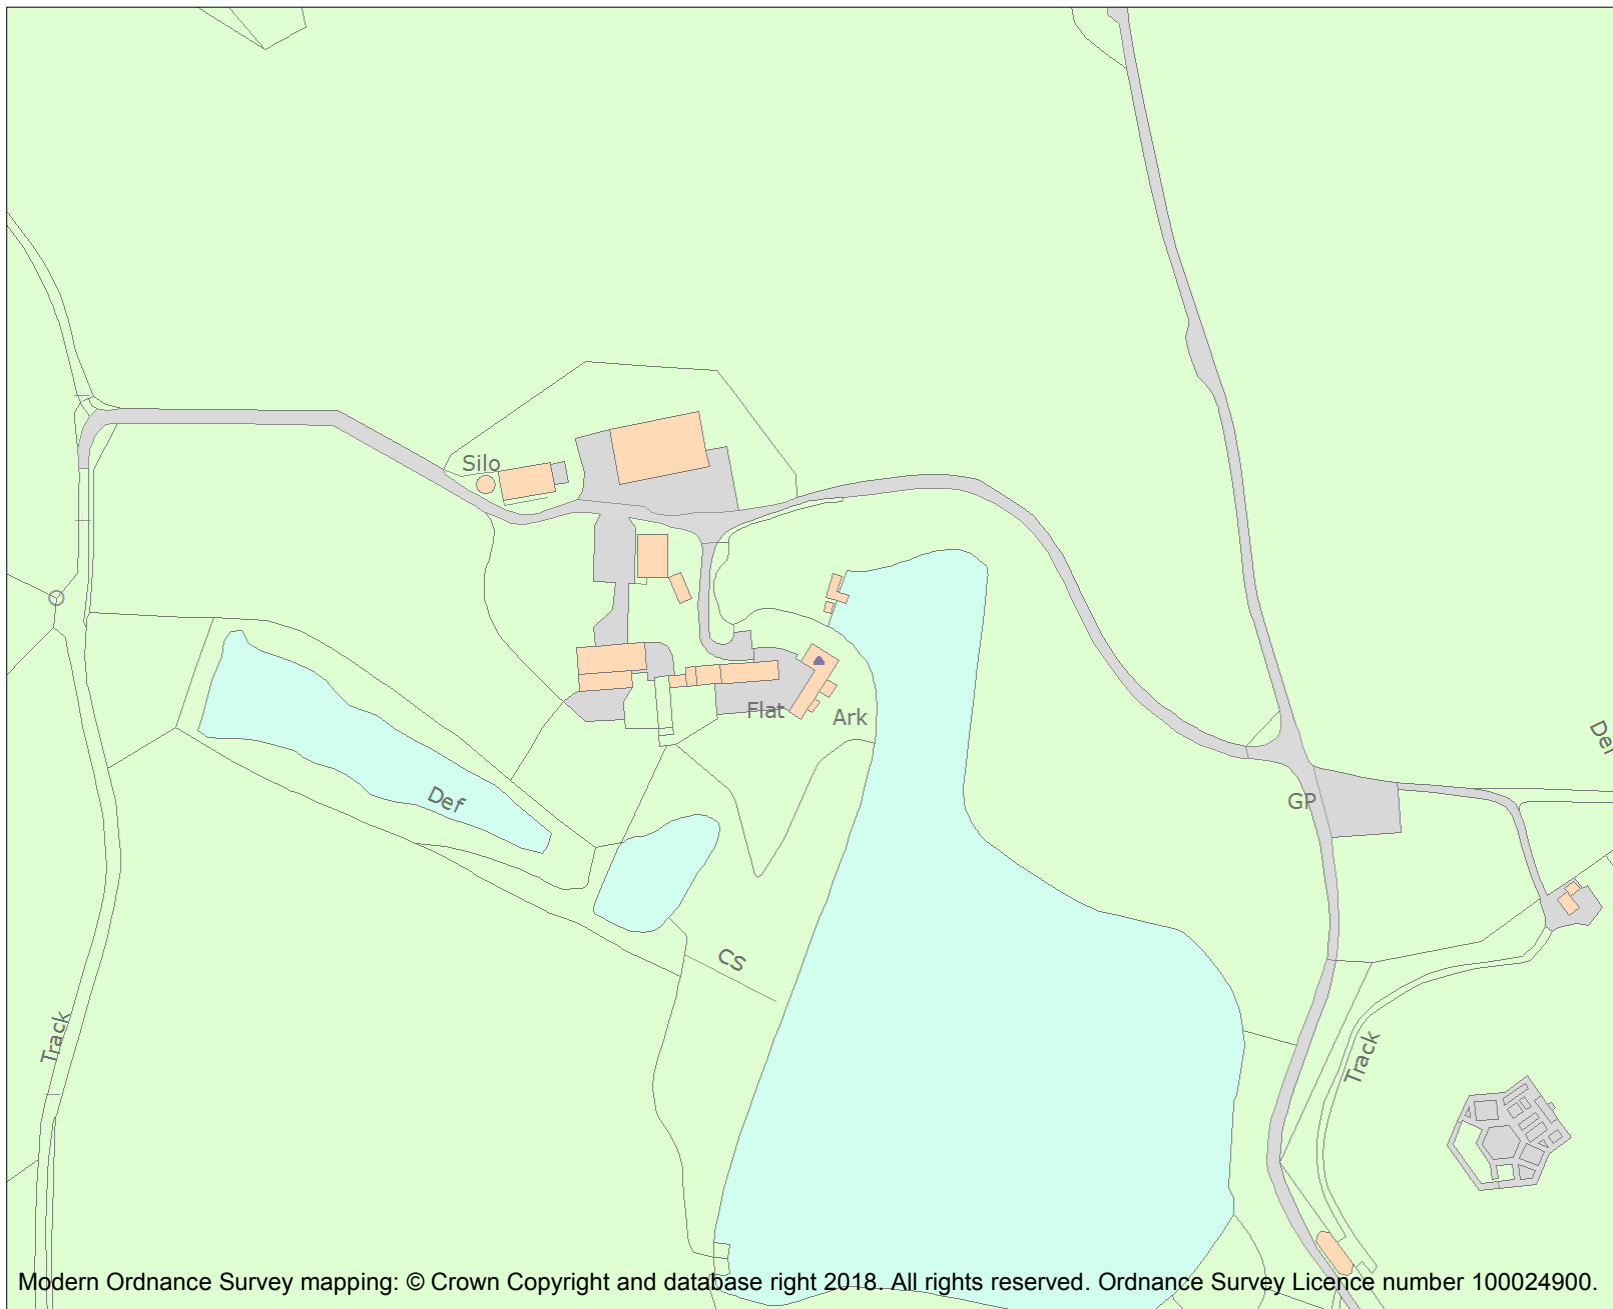 Silo
Flat
Ark
Der
GP
Def
CS
Track
Track
Modern Ordnance Survey mapping: © Crown Copyright and database right 2018. All rights reserved. Ordnance Survey Licence number 100024900.